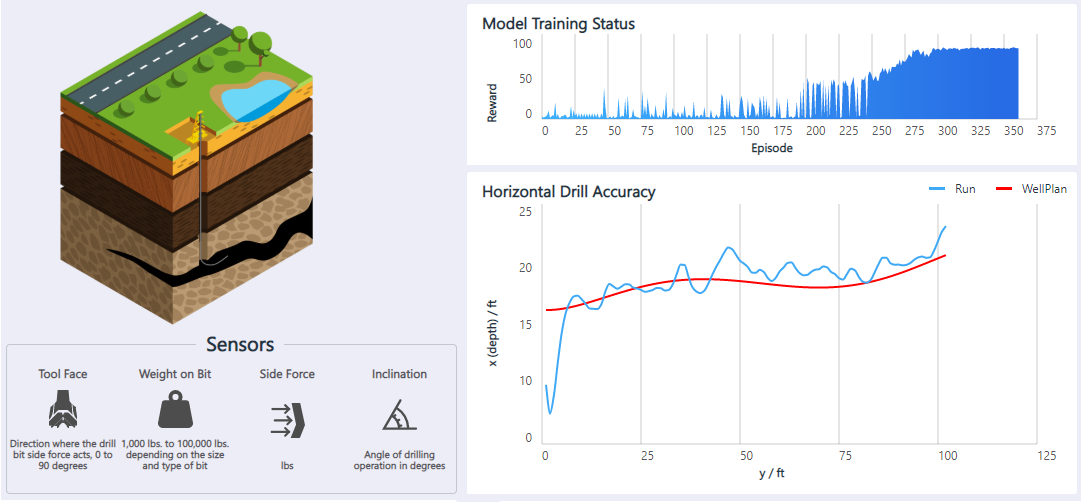 Model Training Status
100
50
0
Reward
0 25 50 75 100 125 150 175 200 225 250 275 300 325 350 375
Episode
Horizontal Drill Accuracy
Run WellPlan
25
20
15
10
0
x (depth) / ft
0 25 50 75 100 125
y / ft
Sensors
Tool Face
Direction where the drill
bit side force acts, 0 to
90 degrees
Weight on Bit
1,000 lbs. to 100,000 lbs.
depending on the size
and type of bit
Side Force
lbs
Inclination
Angle of drilling
operation in degrees